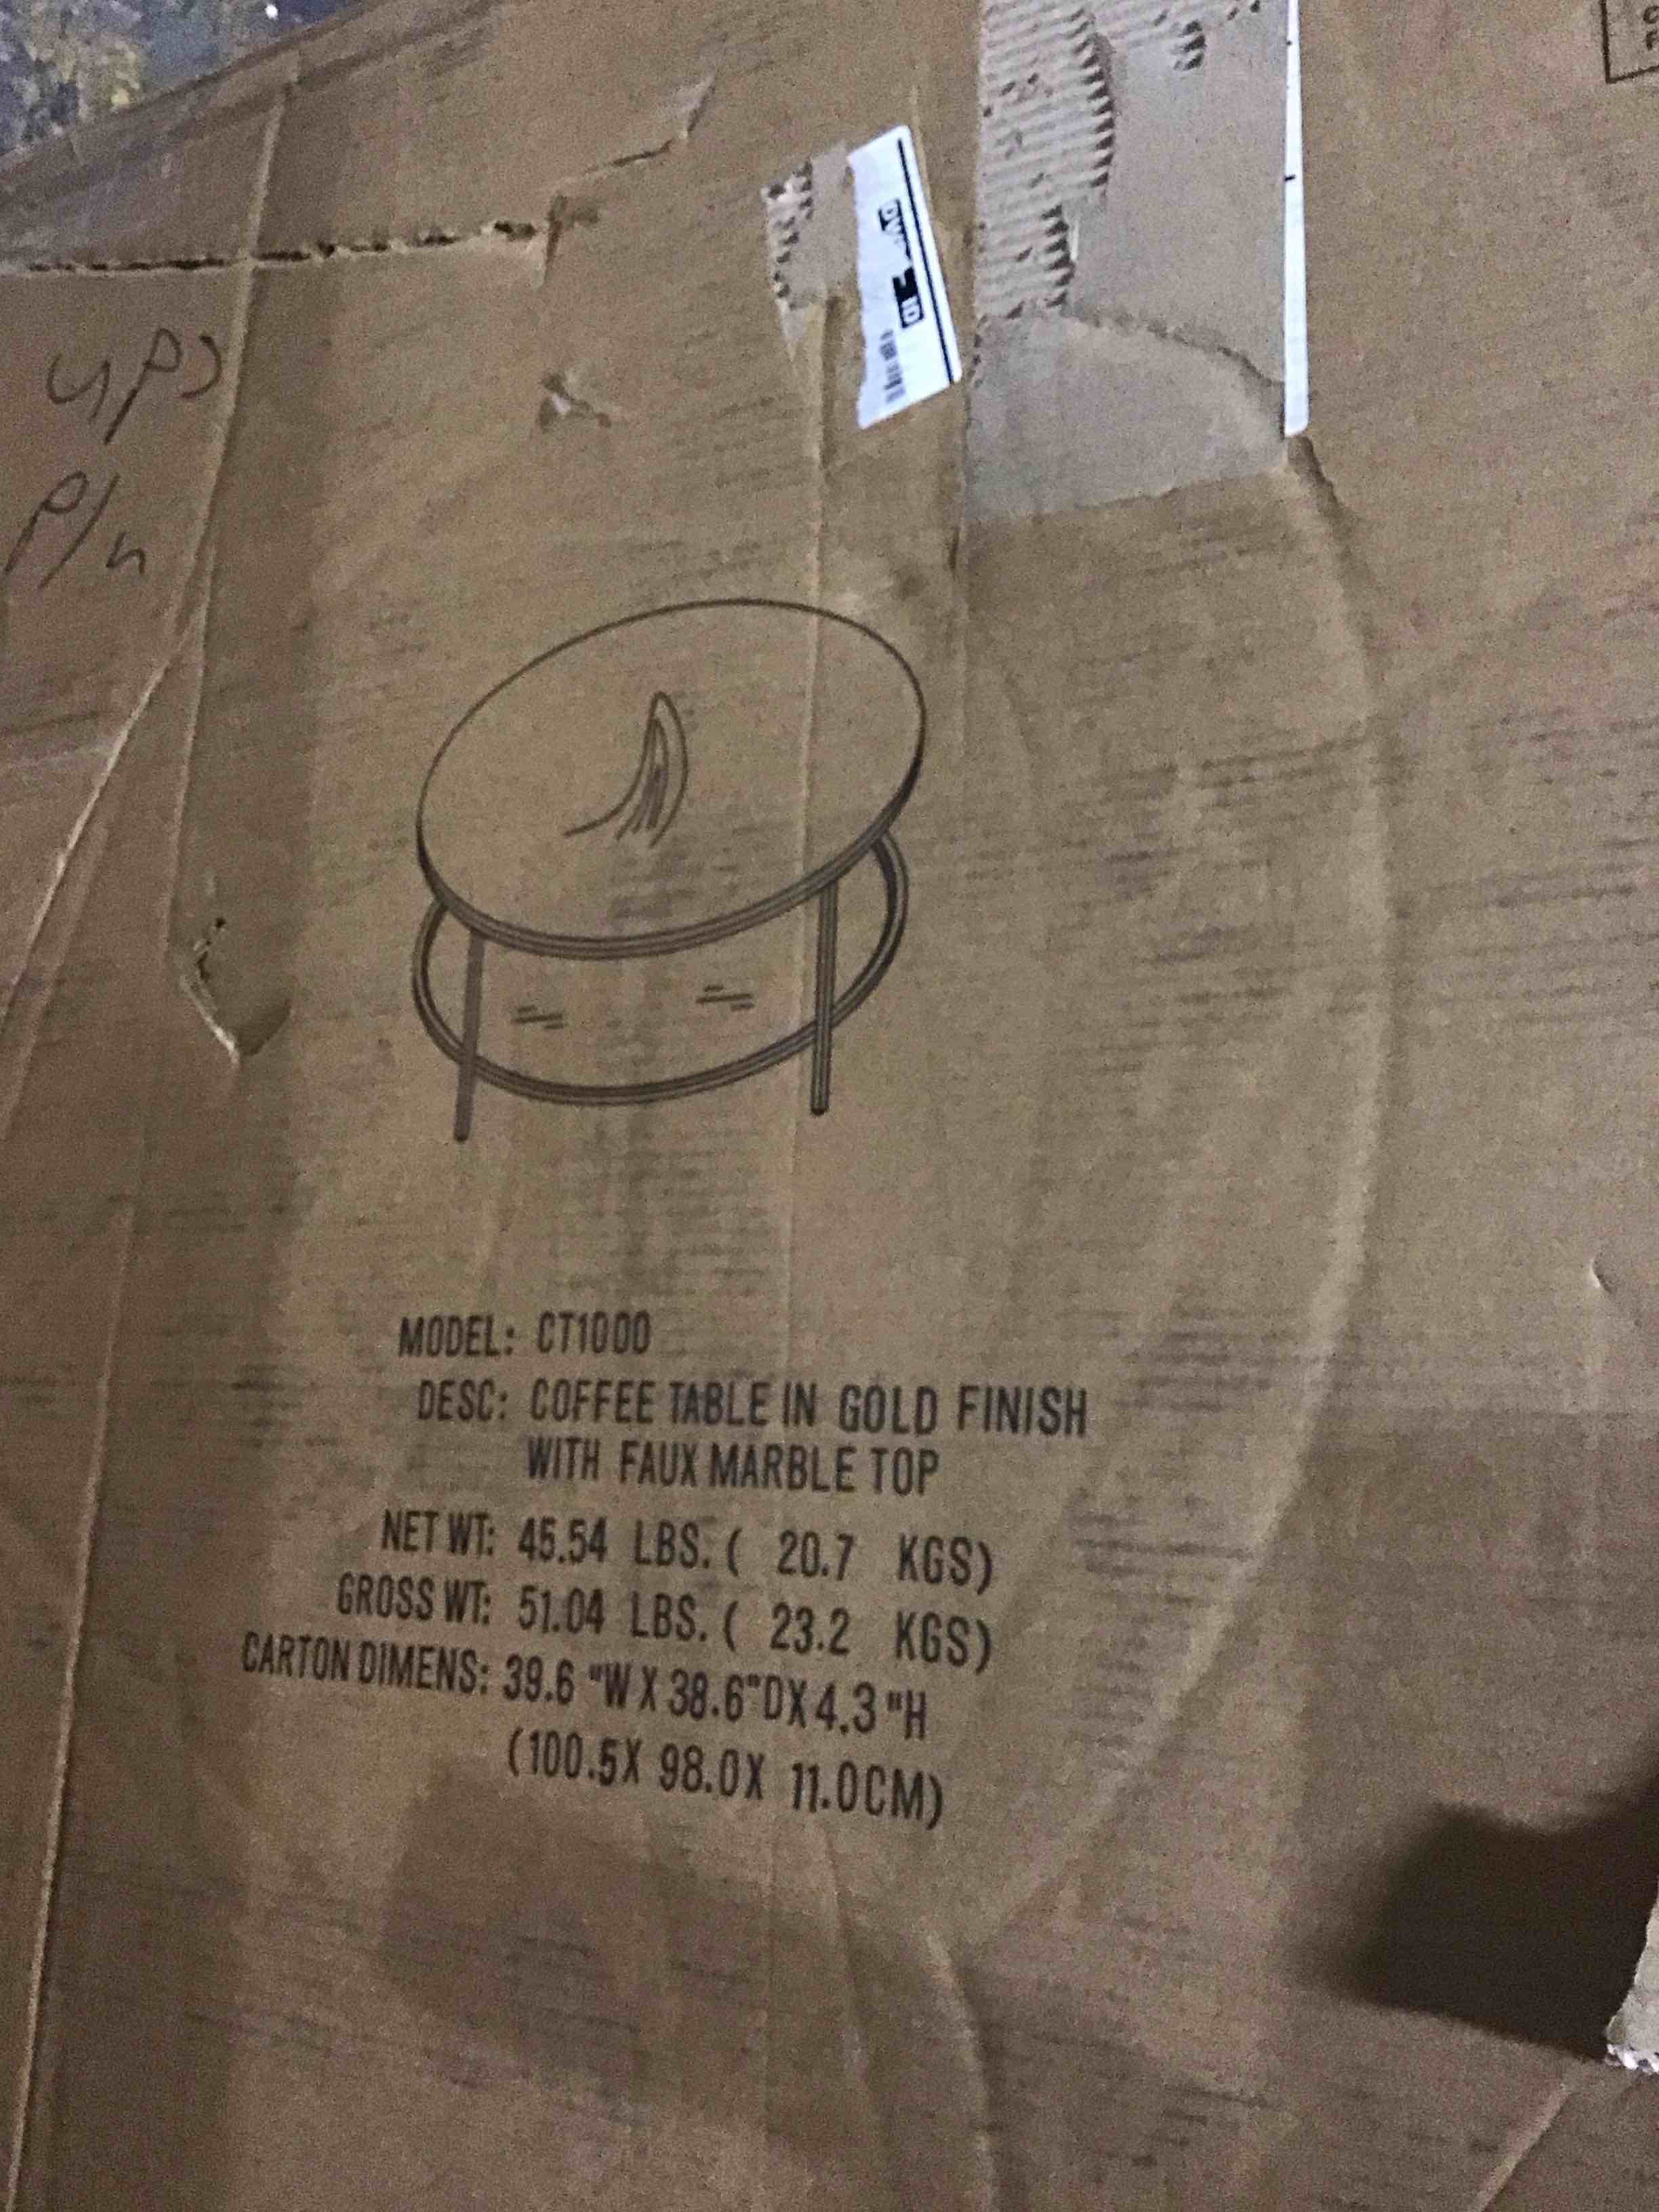 ups
p/n
MODEL: CT1000
DESC: COFFEE TABLE IN GOLD FINISH
WITH FAUX MARBLE TOP
NET WT: 45.54 LBS. ( 20.7 KGS)
GROSS WT: 51.04 LBS. ( 23.2 KGS)
CARTON DIMENS: 39.6 "W X 38.6"D X 4.3 "H
(100.5X 98.0X 11.0CM)